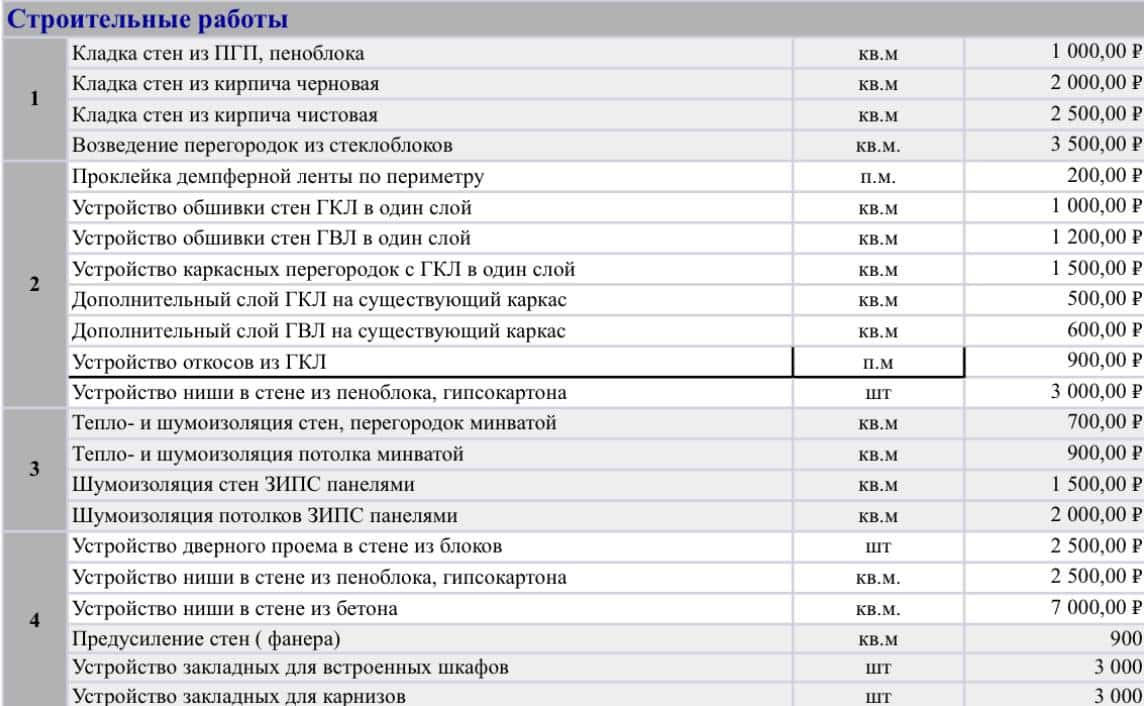 Строительные работы
1
Кладка стен из ПГП, пеноблока кв.м 1 000,00 ₽
Кладка стен из кирпича черновая кв.м 2 000,00 ₽
Кладка стен из кирпича чистовая кв.м 2 500,00 ₽
Возведение перегородок из стеклоблоков кв.м. 3 500,00 ₽
2
Проклейка демпферной ленты по периметру п.м. 200,00 ₽
Устройство обшивки стен ГКЛ в один слой кв.м 1 000,00 ₽
Устройство обшивки стен ГВЛ в один слой кв.м 1 200,00 ₽
Устройство каркасных перегородок с ГКЛ в один слой кв.м 1 500,00 ₽
Дополнительный слой ГКЛ на существующий каркас кв.м 500,00 ₽
Дополнительный слой ГВЛ на существующий каркас кв.м 600,00 ₽
Устройство откосов из ГКЛ п.м 900,00 ₽
Устройство ниши в стене из пеноблока, гипсокартона шт 3 000,00 ₽
3
Тепло- и шумоизоляция стен, перегородок минватой кв.м 700,00 ₽
Тепло- и шумоизоляция потолка минватой кв.м 900,00 ₽
Шумоизоляция стен ЗИПС панелями кв.м 1 500,00 ₽
Шумоизоляция потолков ЗИПС панелями кв.м 2 000,00 ₽
4
Устройство дверного проема в стене из блоков шт 2 500,00 ₽
Устройство ниши в стене из пеноблока, гипсокартона кв.м. 2 500,00 ₽
Устройство ниши в стене из бетона кв.м. 7 000,00 ₽
Предусиление стен ( фанера) кв.м 900
Устройство закладных для встроенных шкафов шт 3 000
Устройство закладных для карнизов шт 3 000